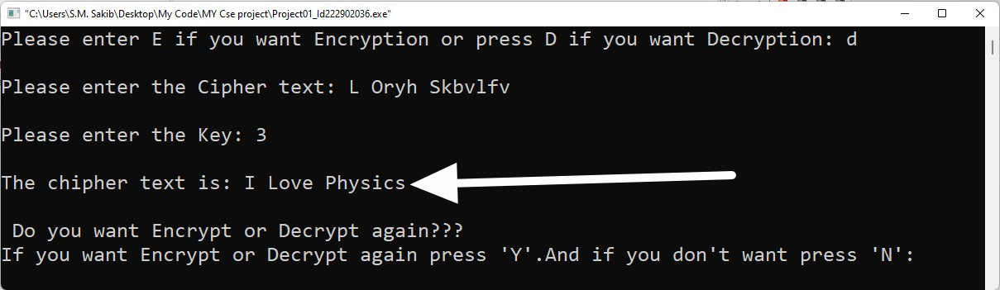 "C:\Users\S.M. Sakib\Desktop\My Code\MY Cse project\Project01_Id222902036.exe"
Please enter E if you want Encryption or press D if you want Decryption: d
Please enter the Cipher text: L Oryh Skbvlfv
Please enter the Key: 3
The chipher text is: I Love Physics
Do you want Encrypt or Decrypt again???
If you want Encrypt or Decrypt again press 'Y'.And if you don't want press 'N':